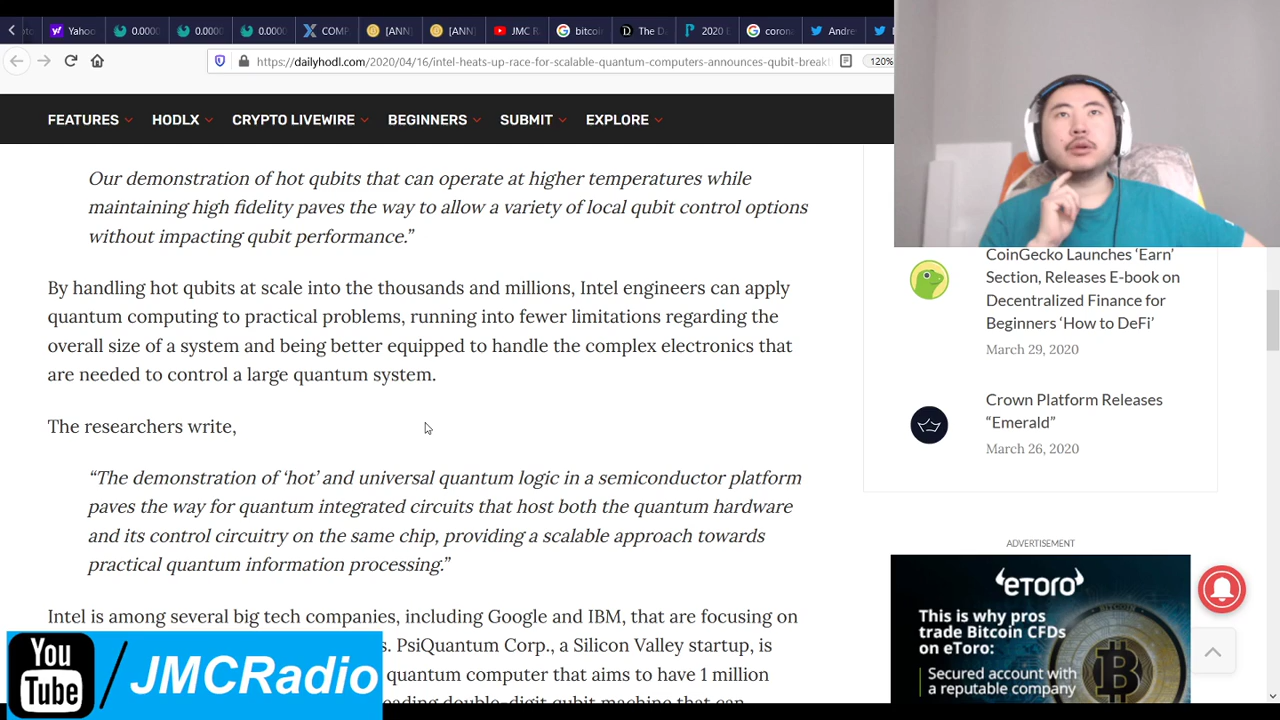 Yahoo
0.0000
0.0000
0.0000
COMP
[ANN]
[ANN]
JMC R
bitcoi
The D
2020 E
coron
Andre
https://dailyhodl.com/2020/04/16/intel-heats-up-race-for-scalable-quantum-computers-announces-qubit-break
120%
FEATURES
HODLX
CRYPTO LIVEWIRE
BEGINNERS
SUBMIT
EXPLORE
Our demonstration of hot qubits that can operate at higher temperatures while
maintaining high fidelity paves the way to allow a variety of local qubit control options
without impacting qubit performance.”
By handling hot qubits at scale into the thousands and millions, Intel engineers can apply
quantum computing to practical problems, running into fewer limitations regarding the
overall size of a system and being better equipped to handle the complex electronics that
are needed to control a large quantum system.
The researchers write,
“The demonstration of ‘hot’ and universal quantum logic in a semiconductor platform
paves the way for quantum integrated circuits that host both the quantum hardware
and its control circuitry on the same chip, providing a scalable approach towards
practical quantum information processing.”
Intel is among several big tech companies, including Google and IBM, that are focusing on
s. PsiQuantum Corp., a Silicon Valley startup, is
quantum computer that aims to have 1 million
eading double-digit qubit machine that can
CoinGecko Launches ‘Earn’
Section, Releases E-book on
Decentralized Finance for
Beginners ‘How to DeFi’
March 29, 2020
Crown Platform Releases
“Emerald”
March 26, 2020
ADVERTISEMENT
eToro
This is why pros
trade Bitcoin CFDs
on eToro:
Secured account with
a reputable company
You
Tube
/JMCRadio